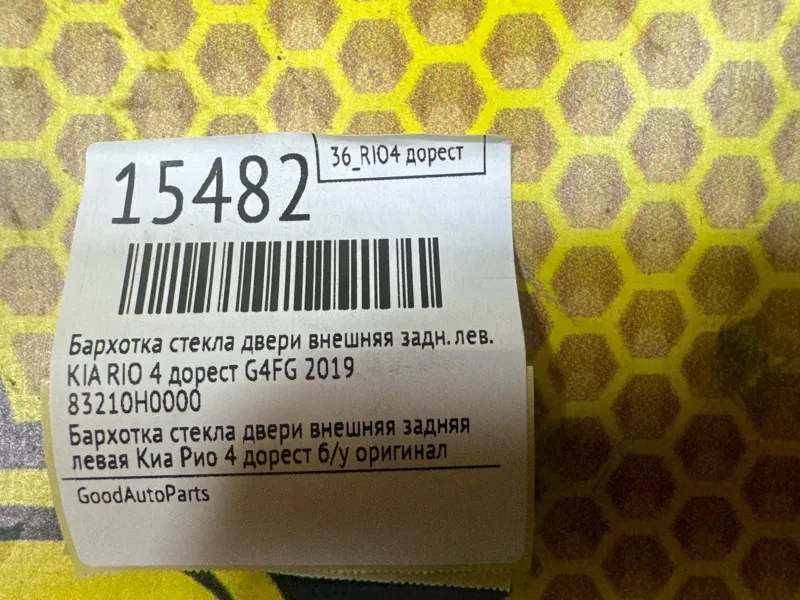 15482
36_RIO4 дорест
Бархотка стекла двери внешняя задн. лев.
KIA RIO 4 дорест G4FG 2019
83210H0000
Бархотка стекла двери внешняя задняя
левая Киа Рио 4 дорест б/у оригинал
GoodAutoParts